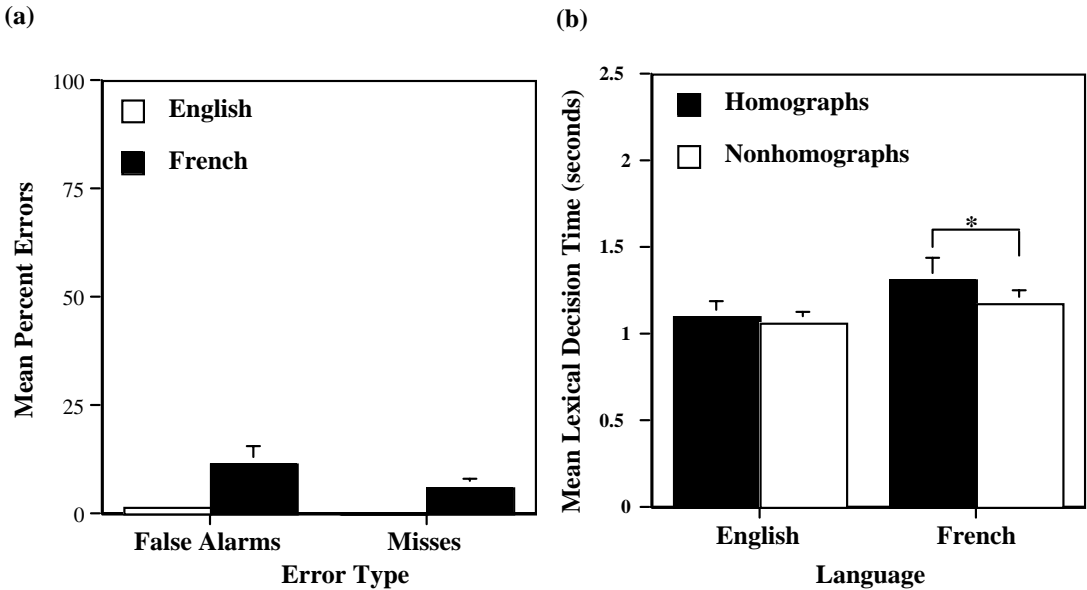 (a)
Mean Percent Errors
100
75
50
25
0
English
French
False Alarms
Misses
Error Type
(b)
Mean Lexical Decision Time (seconds)
2.5
2
1.5
1
0.5
0
Homographs
Nonhomographs
*
English
French
Language